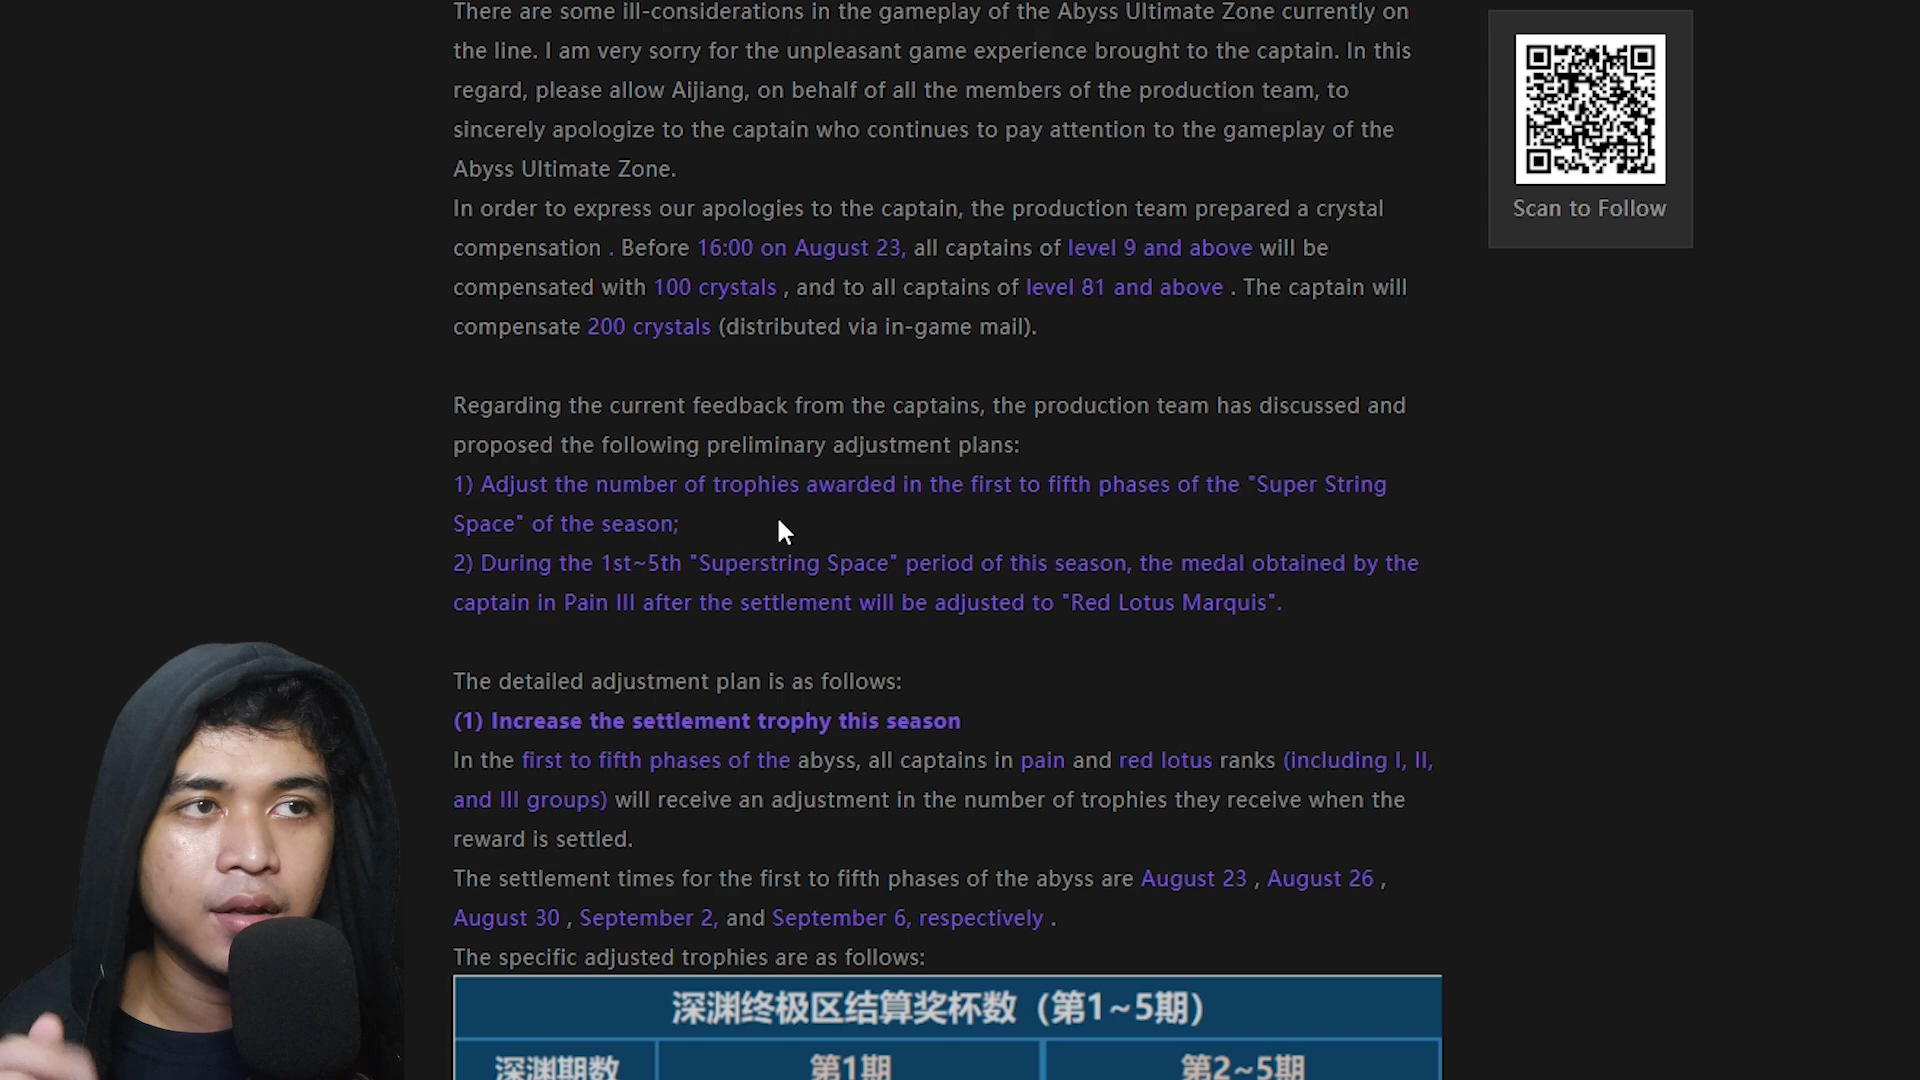 There are some ill-considerations in the gameplay of the Abyss Ultimate Zone currently on
the line. I am very sorry for the unpleasant game experience brought to the captain. In this
regard, please allow Aijiang, on behalf of all the members of the production team, to
sincerely apologize to the captain who continues to pay attention to the gameplay of the
Abyss Ultimate Zone.
In order to express our apologies to the captain, the production team prepared a crystal
compensation . Before 16:00 on August 23, all captains of level 9 and above will be
compensated with 100 crystals , and to all captains of level 81 and above . The captain will
compensate 200 crystals (distributed via in-game mail).
Regarding the current feedback from the captains, the production team has discussed and
proposed the following preliminary adjustment plans:
1) Adjust the number of trophies awarded in the first to fifth phases of the "Super String
Space" of the season;
2) During the 1st~5th "Superstring Space" period of this season, the medal obtained by the
captain in Pain III after the settlement will be adjusted to "Red Lotus Marquis".
The detailed adjustment plan is as follows:
(1) Increase the settlement trophy this season
In the first to fifth phases of the abyss, all captains in pain and red lotus ranks (including I, II,
and III groups) will receive an adjustment in the number of trophies they receive when the
reward is settled.
The settlement times for the first to fifth phases of the abyss are August 23 , August 26 ,
August 30 , September 2, and September 6, respectively .
The specific adjusted trophies are as follows:
深渊终极区结算奖杯数（第1~5期）
深渊期数 第1期 第2~5期
Scan to Follow